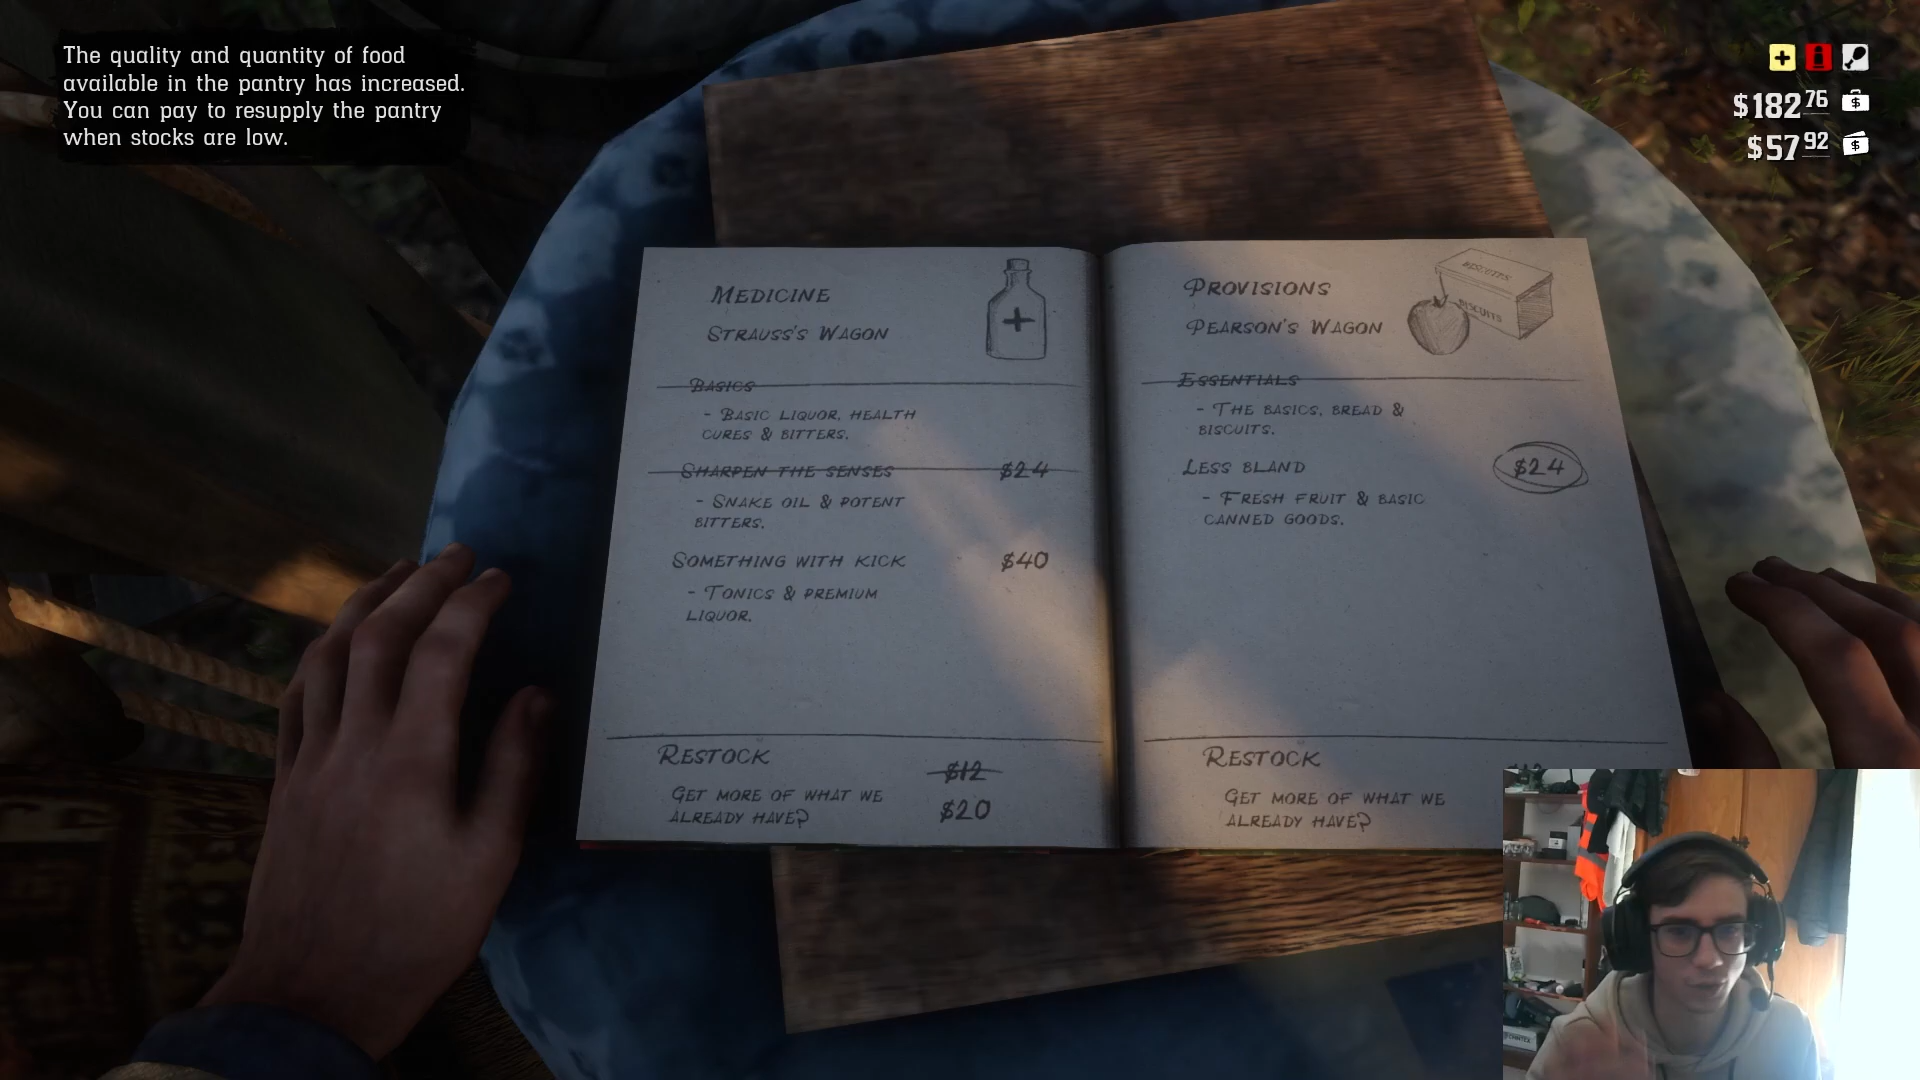 The quality and quantity of food
available in the pantry has increased.
You can pay to resupply the pantry
when stocks are low.
$182 76
$57 92
MEDICINE
STRAUSS'S WAGON
BASICS
- BASIC LIQUOR, HEALTH
CURES & BITTERS.
SHARPEN THE SENSES $24
- SNAKE OIL & POTENT
BITTERS.
SOMETHING WITH KICK $40
- TONICS & PREMIUM
LIQUOR.
RESTOCK $12
GET MORE OF WHAT WE
ALREADY HAVE? $20
PROVISIONS
PEARSON'S WAGON
BISCUITS
BISCUITS
ESSENTIALS
- THE BASICS, BREAD &
BISCUITS.
LESS BLAND $24
- FRESH FRUIT & BASIC
CANNED GOODS.
RESTOCK
GET MORE OF WHAT WE
ALREADY HAVE?